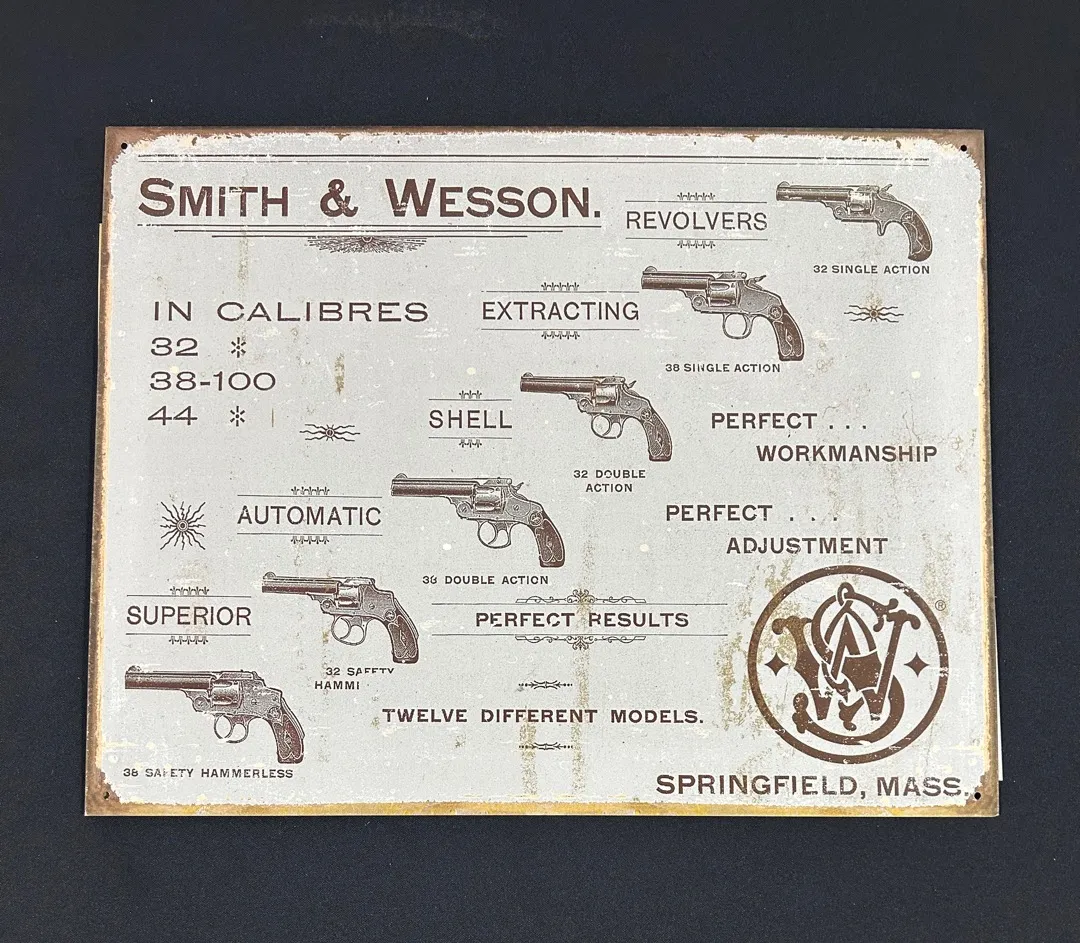 SMITH & WESSON.
REVOLVERS
32 SINGLE ACTION
IN CALIBRES
32 *
38-100
44 *
EXTRACTING
38 SINGLE ACTION
SHELL
32 DOUBLE
ACTION
PERFECT . . .
WORKMANSHIP
AUTOMATIC
38 DOUBLE ACTION
PERFECT . . .
ADJUSTMENT
SUPERIOR
32 SAFETY
HAMMI
PERFECT RESULTS
38 SAFETY HAMMERLESS
TWELVE DIFFERENT MODELS.
S&W
®
SPRINGFIELD, MASS.